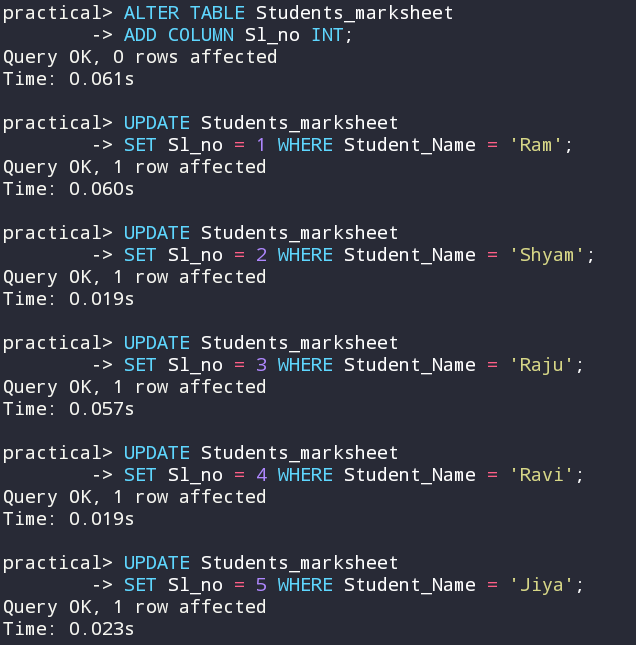 practical> ALTER TABLE Students_marksheet
-> ADD COLUMN Sl_no INT;
Query OK, 0 rows affected
Time: 0.061s
practical> UPDATE Students_marksheet
-> SET Sl_no = 1 WHERE Student_Name = 'Ram';
Query OK, 1 row affected
Time: 0.060s
practical> UPDATE Students_marksheet
-> SET Sl_no = 2 WHERE Student_Name = 'Shyam';
Query OK, 1 row affected
Time: 0.019s
practical> UPDATE Students_marksheet
-> SET Sl_no = 3 WHERE Student_Name = 'Raju';
Query OK, 1 row affected
Time: 0.057s
practical> UPDATE Students_marksheet
-> SET Sl_no = 4 WHERE Student_Name = 'Ravi';
Query OK, 1 row affected
Time: 0.019s
practical> UPDATE Students_marksheet
-> SET Sl_no = 5 WHERE Student_Name = 'Jiya';
Query OK, 1 row affected
Time: 0.023s